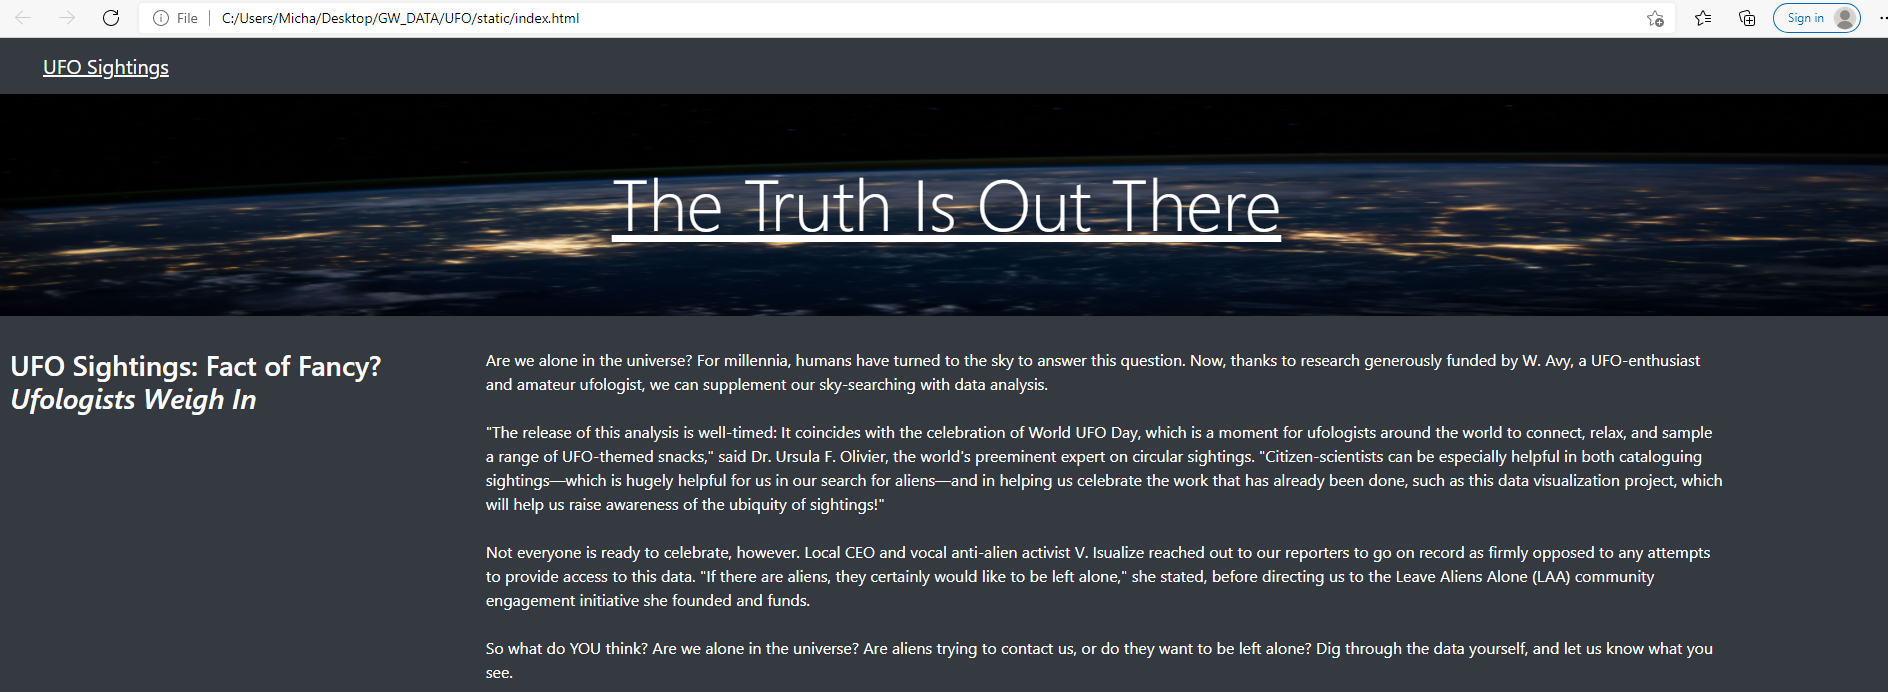 File
C:/Users/Micha/Desktop/GW_DATA/UFO/static/index.html
Sign in
UFO Sightings
The Truth Is Out There
UFO Sightings: Fact of Fancy?
Ufologists Weigh In
Are we alone in the universe? For millennia, humans have turned to the sky to answer this question. Now, thanks to research generously funded by W. Avy, a UFO-enthusiast
and amateur ufologist, we can supplement our sky-searching with data analysis.
"The release of this analysis is well-timed: It coincides with the celebration of World UFO Day, which is a moment for ufologists around the world to connect, relax, and sample
a range of UFO-themed snacks," said Dr. Ursula F. Olivier, the world's preeminent expert on circular sightings. "Citizen-scientists can be especially helpful in both cataloguing
sightings—which is hugely helpful for us in our search for aliens—and in helping us celebrate the work that has already been done, such as this data visualization project, which
will help us raise awareness of the ubiquity of sightings!"
Not everyone is ready to celebrate, however. Local CEO and vocal anti-alien activist V. Isualize reached out to our reporters to go on record as firmly opposed to any attempts
to provide access to this data. "If there are aliens, they certainly would like to be left alone," she stated, before directing us to the Leave Aliens Alone (LAA) community
engagement initiative she founded and funds.
So what do YOU think? Are we alone in the universe? Are aliens trying to contact us, or do they want to be left alone? Dig through the data yourself, and let us know what you
see.